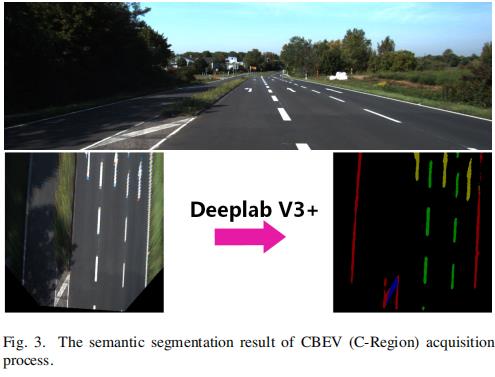 Deeplab V3+
Fig. 3. The semantic segmentation result of CBEV (C-Region) acquisition
process.